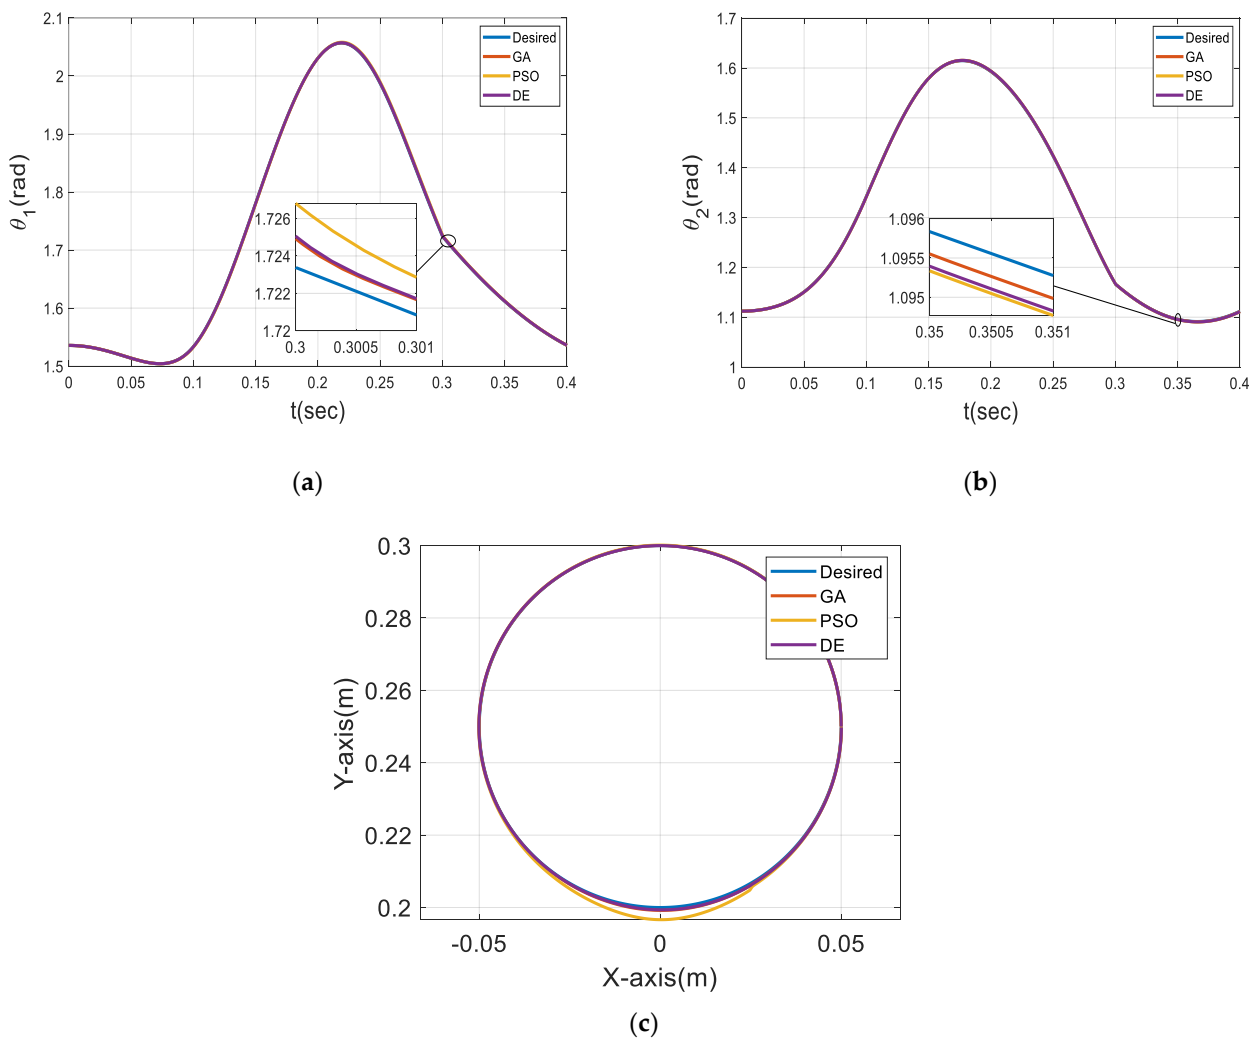 2.1
2
1.9
1.8
1.7
1.6
1.5
θ1(rad)
Desired
GA
PSO
DE
1.726
1.724
1.722
1.72
0.3 0.3005 0.301
0 0.05 0.1 0.15 0.2 0.25 0.3 0.35 0.4
t(sec)
(a)
1.7
1.6
1.5
1.4
1.3
1.2
1.1
1
θ2(rad)
Desired
GA
PSO
DE
1.096
1.0955
1.095
0.35 0.3505 0.351
0 0.05 0.1 0.15 0.2 0.25 0.3 0.35 0.4
t(sec)
(b)
0.3
0.28
0.26
0.24
0.22
0.2
Y-axis(m)
Desired
GA
PSO
DE
-0.05 0 0.05
X-axis(m)
(c)